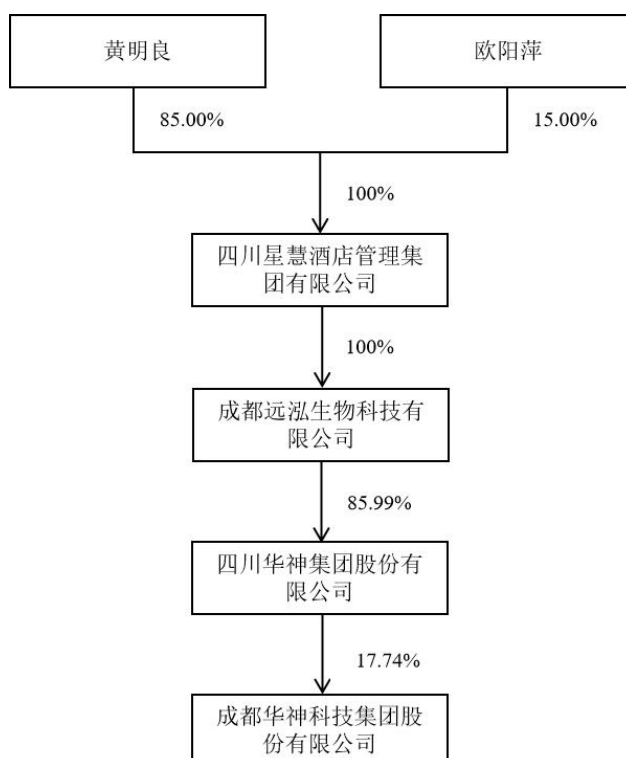 黄明良
欧阳萍
85.00%
15.00%
100%
四川星慧酒店管理集
团有限公司
100%
成都远泓生物科技有
限公司
85.99%
四川华神集团股份有
限公司
17.74%
成都华神科技集团股
份有限公司